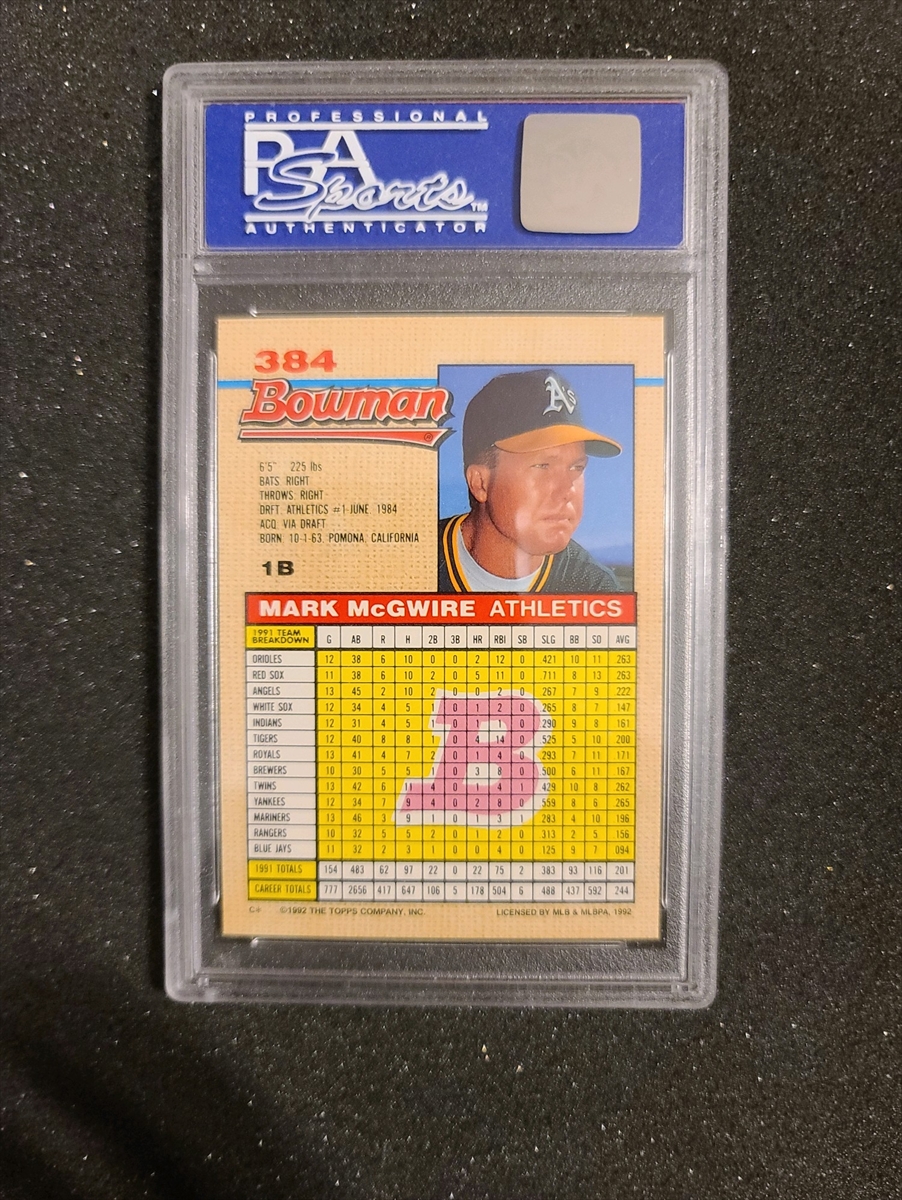 PROFESSIONAL
PSA
Sports™
AUTHENTICATOR
384
Bowman®
6'5" 225 lbs
BATS: RIGHT
THROWS: RIGHT
DRFT. ATHLETICS #1-JUNE, 1984
ACQ. VIA DRAFT
BORN: 10-1-63, POMONA, CALIFORNIA
1B
A's
MARK McGWIRE ATHLETICS
1991 TEAM BREAKDOWN G AB R H 2B 3B HR RBI SB SLG BB SO AVG
ORIOLES 12 38 6 10 0 0 2 12 0 421 10 11 263
RED SOX 11 38 6 10 2 0 5 11 0 711 8 13 263
ANGELS 13 45 2 10 2 0 0 2 0 267 7 9 222
WHITE SOX 12 34 4 5 1 0 1 2 0 265 8 7 147
INDIANS 12 31 4 5 1 0 1 1 0 290 9 8 161
TIGERS 12 40 8 8 1 0 4 14 0 525 5 10 200
ROYALS 13 41 4 7 2 0 1 4 0 293 7 11 171
BREWERS 10 30 5 5 1 0 3 8 0 500 6 11 167
TWINS 13 42 6 11 4 0 1 4 1 429 10 8 262
YANKEES 12 34 7 9 4 0 2 8 1 559 8 6 265
MARINERS 13 46 3 9 1 0 1 3 0 283 4 10 196
RANGERS 10 32 5 5 2 0 1 2 0 313 2 5 156
BLUE JAYS 11 32 2 3 1 0 0 4 0 125 9 7 094
1991 TOTALS 154 483 62 97 22 0 22 75 2 383 93 116 201
CAREER TOTALS 777 2656 417 647 106 5 178 504 6 488 437 592 244
©1992 THE TOPPS COMPANY, INC. LICENSED BY MLB & MLBPA, 1992